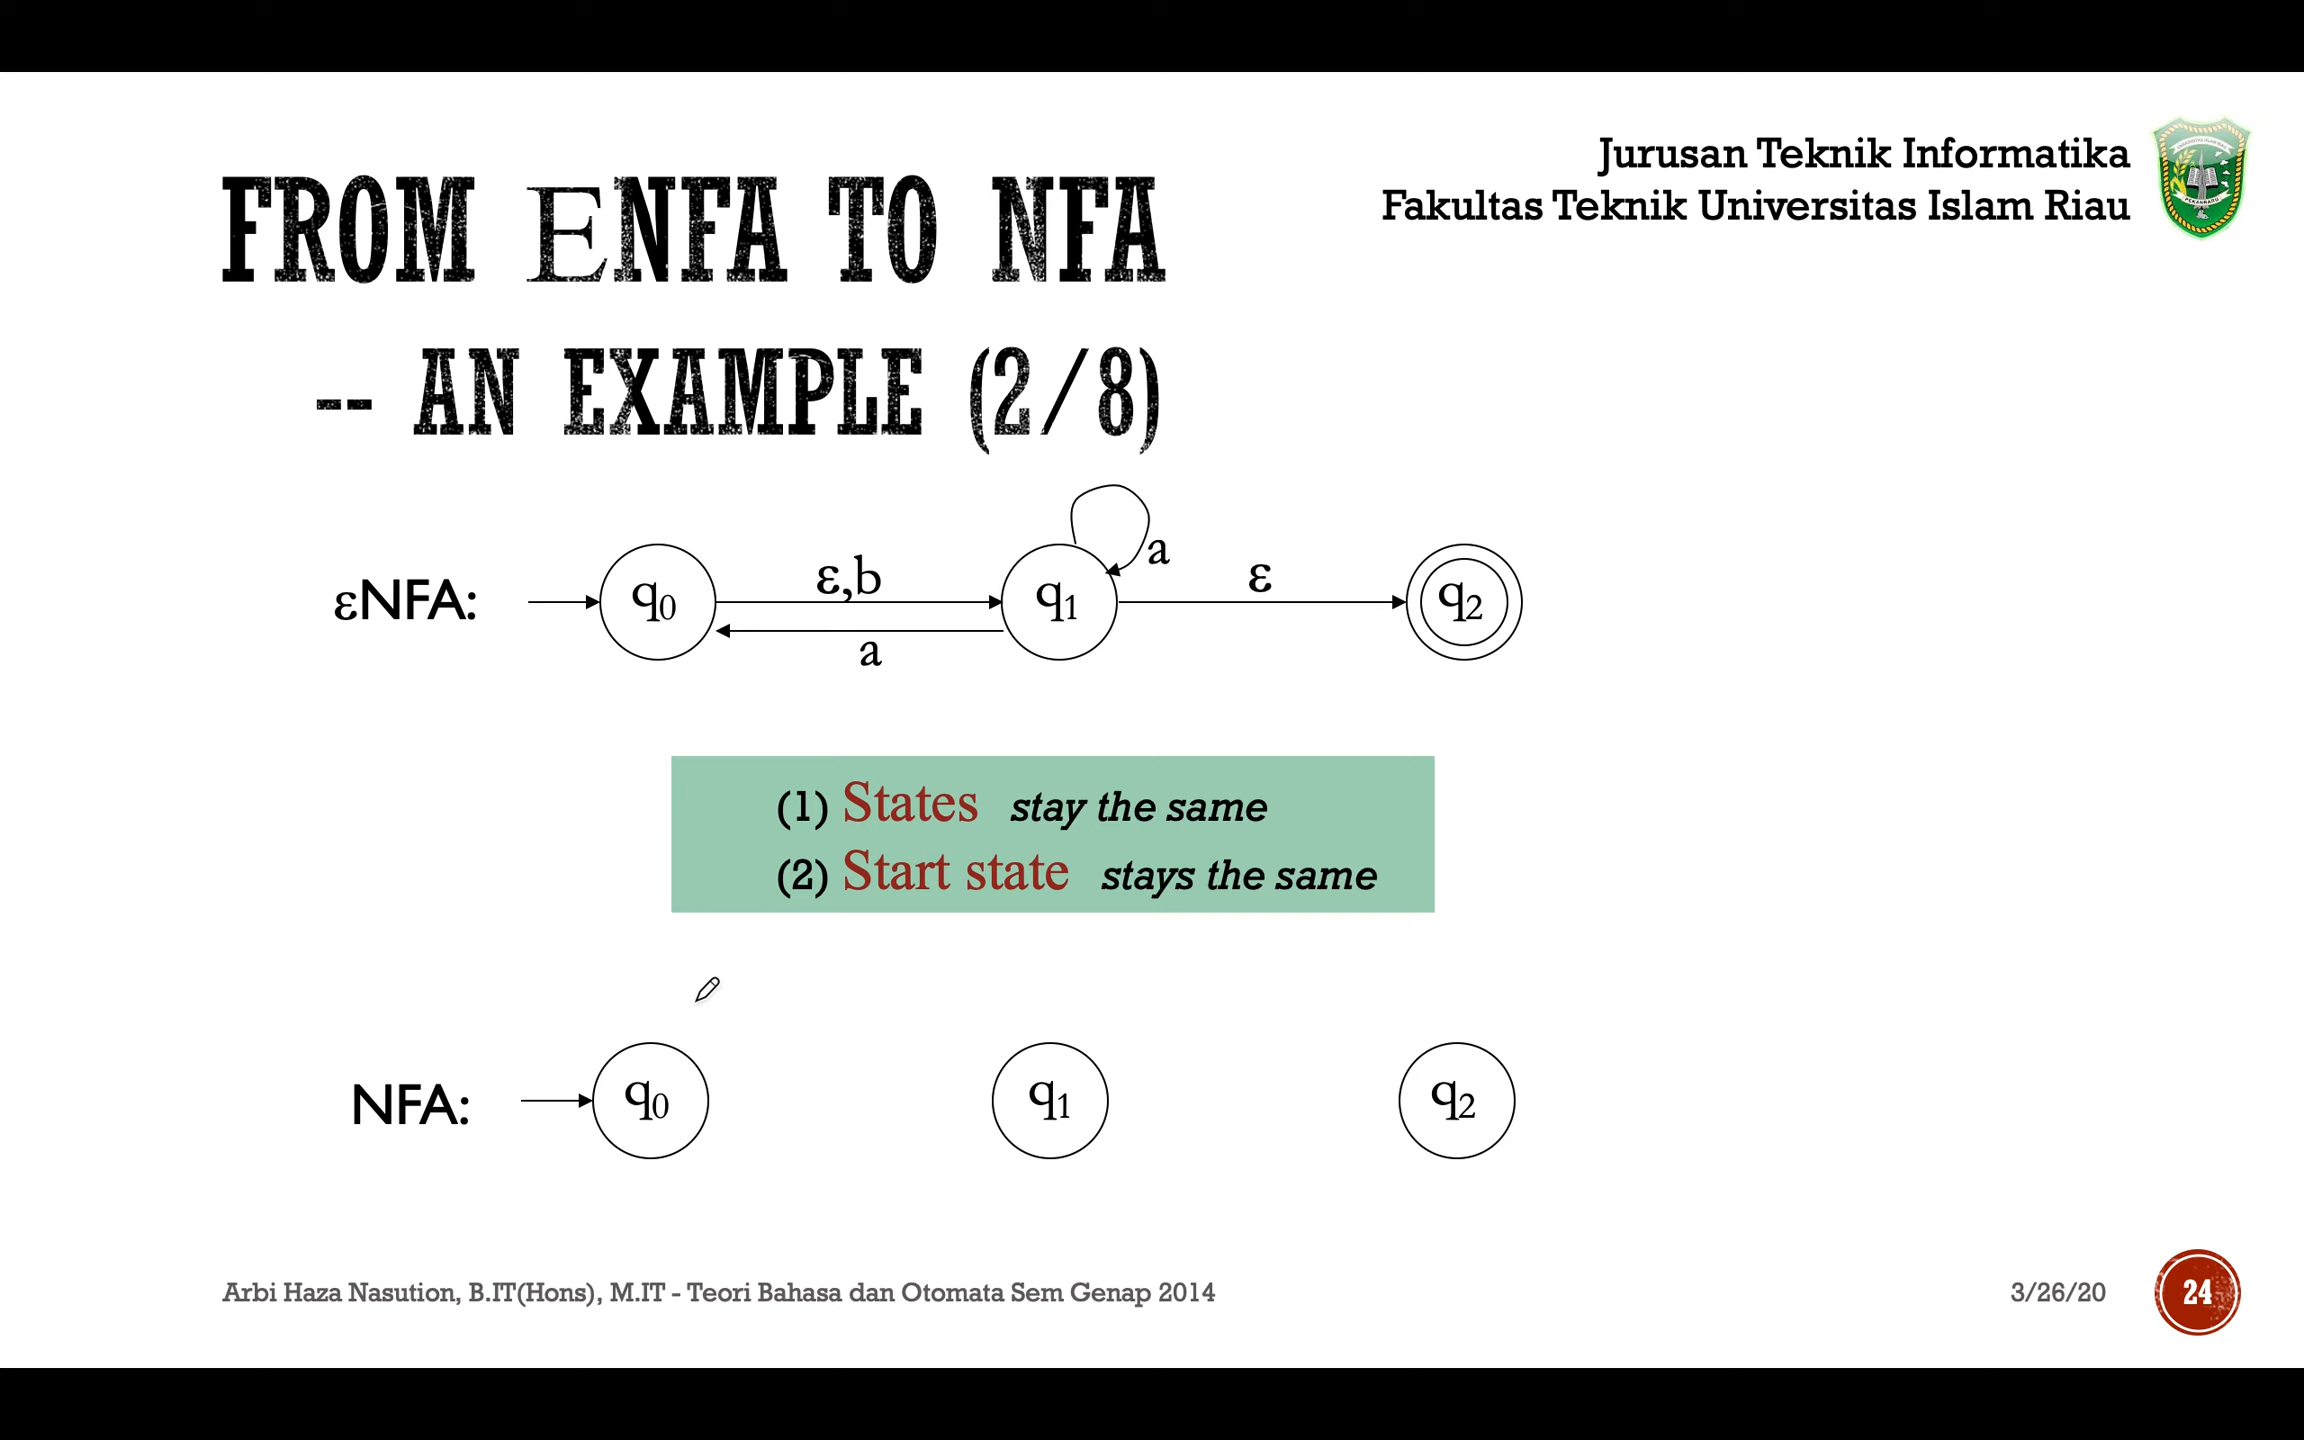 Jurusan Teknik Informatika
Fakultas Teknik Universitas Islam Riau
FROM ENFA TO NFA
-- AN EXAMPLE (2/8)
a
εNFA:
q0
ε,b
q1
ε
q2
a
(1) States stay the same
(2) Start state stays the same
NFA:
q0
q1
q2
Arbi Haza Nasution, B.IT(Hons), M.IT - Teori Bahasa dan Otomata Sem Genap 2014
3/26/20
24